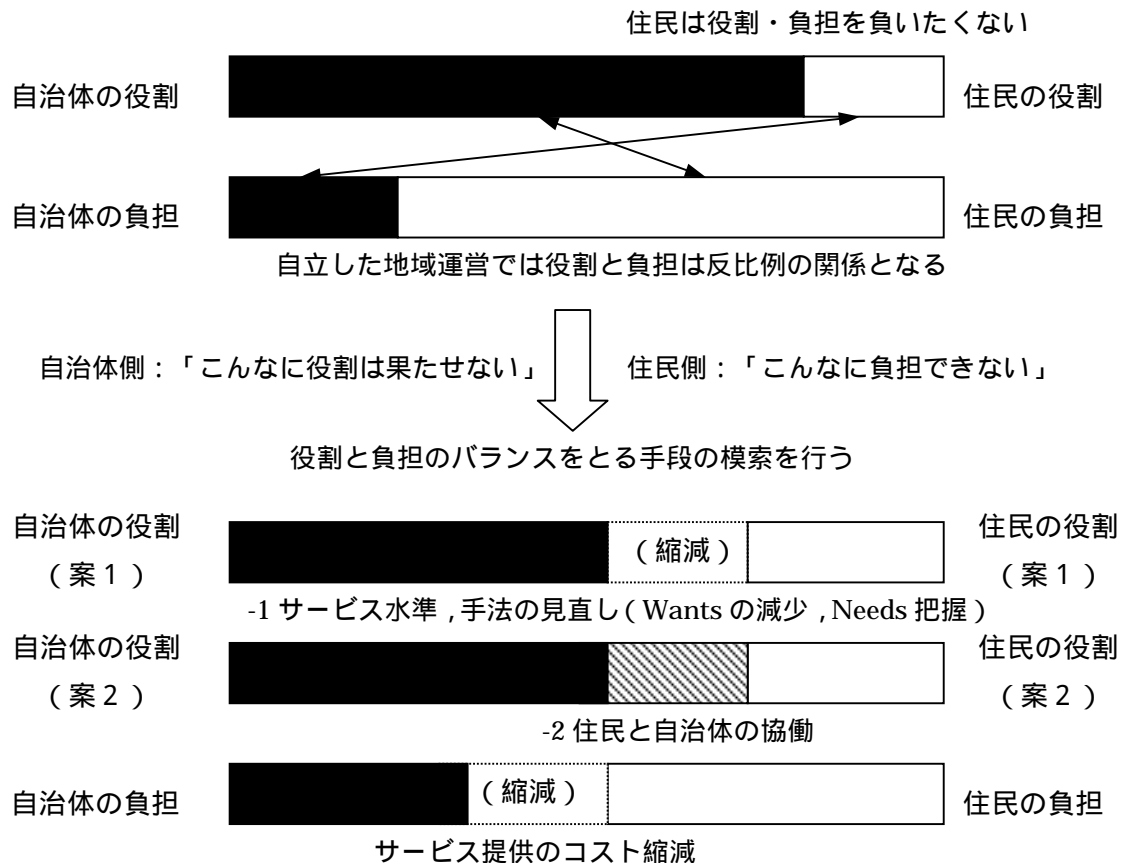 住民は役割・負担を負いたくない
自治体の役割
住民の役割
自治体の負担
住民の負担
自立した地域運営では役割と負担は反比例の関係となる
自治体側：「こんなに役割は果たせない」
住民側：「こんなに負担できない」
役割と負担のバランスをとる手段の模索を行う
自治体の役割
（案1）
（縮減）
住民の役割
（案1）
-1 サービス水準，手法の見直し（Wants の減少，Needs 把握）
自治体の役割
（案2）
住民の役割
（案2）
-2 住民と自治体の協働
自治体の負担
（縮減）
住民の負担
サービス提供のコスト縮減